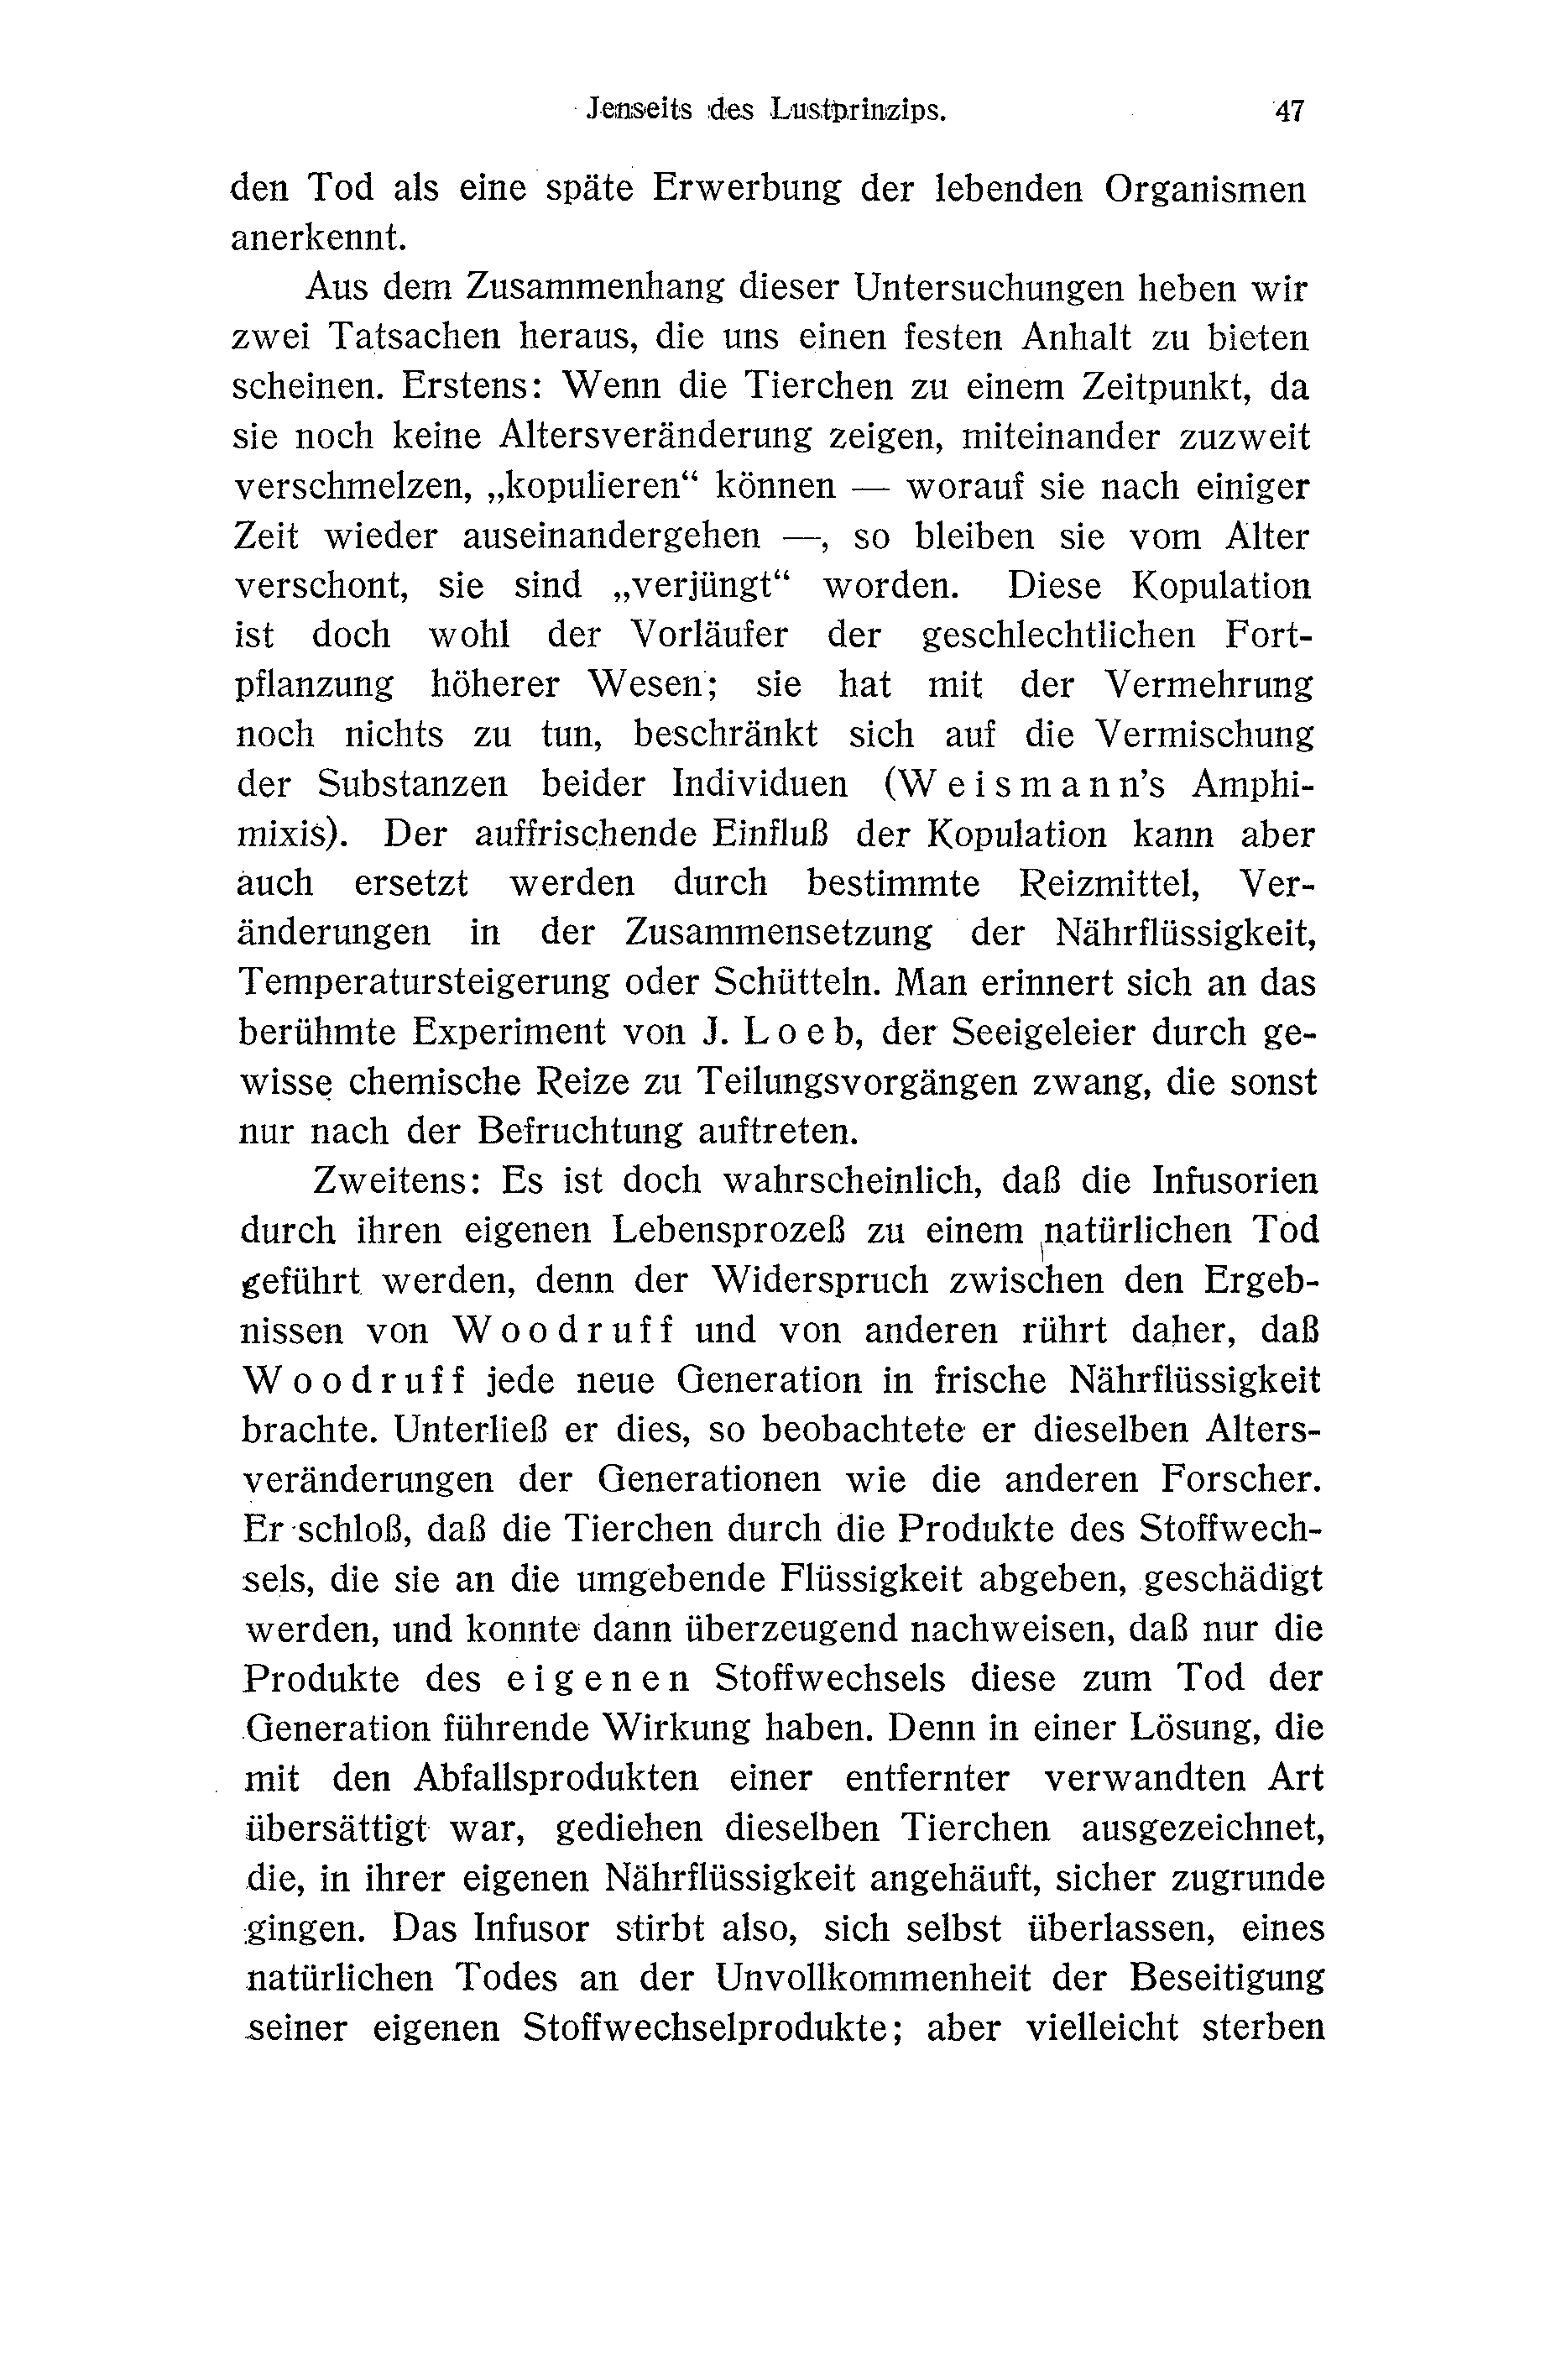 Jenseits des Lustprinzips. 47
den Tod als eine späte Erwerbung der lebenden Organismen
anerkennt.
Aus dem Zusammenhang dieser Untersuchungen heben wir
zwei Tatsachen heraus, die uns einen festen Anhalt zu bieten
scheinen. Erstens: Wenn die Tierchen zu einem Zeitpunkt, da
sie noch keine Altersveränderung zeigen, miteinander zuzweit
verschmelzen, „kopulieren“ können — worauf sie nach einiger
Zeit wieder auseinandergehen —, so bleiben sie vom Alter
verschont, sie sind „verjüngt“ worden. Diese Kopulation
ist doch wohl der Vorläufer der geschlechtlichen Fort-
pflanzung höherer Wesen; sie hat mit der Vermehrung
noch nichts zu tun, beschränkt sich auf die Vermischung
der Substanzen beider Individuen (Weismann’s Amphi-
mixis). Der auffrischende Einfluß der Kopulation kann aber
auch ersetzt werden durch bestimmte Reizmittel, Ver-
änderungen in der Zusammensetzung der Nährflüssigkeit,
Temperatursteigerung oder Schütteln. Man erinnert sich an das
berühmte Experiment von J. Loeb, der Seeigeleier durch ge-
wisse chemische Reize zu Teilungsvorgängen zwang, die sonst
nur nach der Befruchtung auftreten.
Zweitens: Es ist doch wahrscheinlich, daß die Infusorien
durch ihren eigenen Lebensprozeß zu einem natürlichen Tod
geführt werden, denn der Widerspruch zwischen den Ergeb-
nissen von Woodruff und von anderen rührt daher, daß
Woodruff jede neue Generation in frische Nährflüssigkeit
brachte. Unterließ er dies, so beobachtete er dieselben Alters-
veränderungen der Generationen wie die anderen Forscher.
Er schloß, daß die Tierchen durch die Produkte des Stoffwech-
sels, die sie an die umgebende Flüssigkeit abgeben, geschädigt
werden, und konnte dann überzeugend nachweisen, daß nur die
Produkte des eigenen Stoffwechsels diese zum Tod der
Generation führende Wirkung haben. Denn in einer Lösung, die
mit den Abfallsprodukten einer entfernter verwandten Art
übersättigt war, gediehen dieselben Tierchen ausgezeichnet,
die, in ihrer eigenen Nährflüssigkeit angehäuft, sicher zugrunde
gingen. Das Infusor stirbt also, sich selbst überlassen, eines
natürlichen Todes an der Unvollkommenheit der Beseitigung
seiner eigenen Stoffwechselprodukte; aber vielleicht sterben